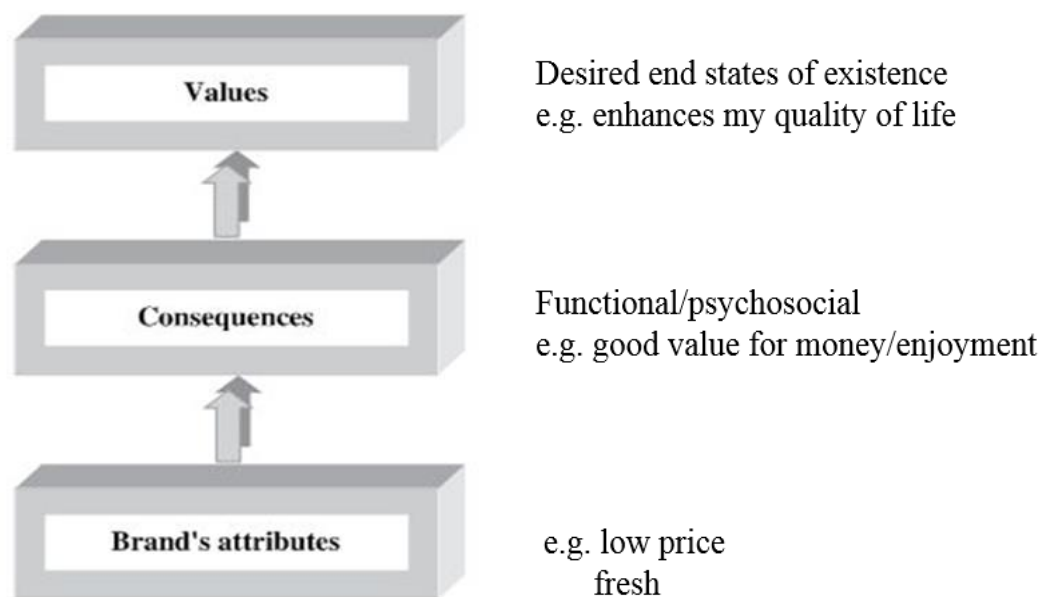 Values
Desired end states of existence
e.g. enhances my quality of life
Consequences
Functional/psychosocial
e.g. good value for money/enjoyment
Brand's attributes
e.g. low price
fresh